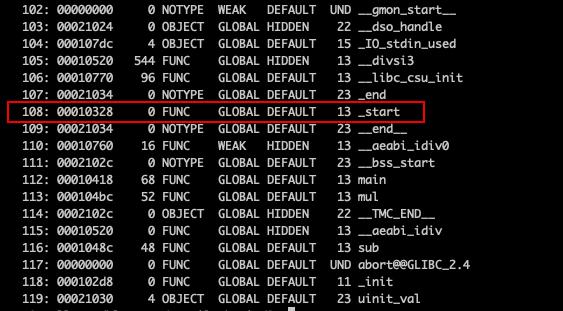 102: 00000000 0 NOTYPE WEAK DEFAULT UND __gmon_start__
103: 00021024 0 OBJECT GLOBAL HIDDEN 22 __dso_handle
104: 000107dc 4 OBJECT GLOBAL DEFAULT 15 _IO_stdin_used
105: 00010520 544 FUNC GLOBAL HIDDEN 13 __divsi3
106: 00010770 96 FUNC GLOBAL DEFAULT 13 __libc_csu_init
107: 00021034 0 NOTYPE GLOBAL DEFAULT 23 _end
108: 00010328 0 FUNC GLOBAL DEFAULT 13 _start
109: 00021034 0 NOTYPE GLOBAL DEFAULT 23 __end__
110: 00010760 16 FUNC WEAK HIDDEN 13 __aeabi_idiv0
111: 0002102c 0 NOTYPE GLOBAL DEFAULT 23 __bss_start
112: 00010418 68 FUNC GLOBAL DEFAULT 13 main
113: 000104bc 52 FUNC GLOBAL DEFAULT 13 mul
114: 0002102c 0 OBJECT GLOBAL HIDDEN 22 __TMC_END__
115: 00010520 0 FUNC GLOBAL HIDDEN 13 __aeabi_idiv
116: 0001048c 48 FUNC GLOBAL DEFAULT 13 sub
117: 00000000 0 FUNC GLOBAL DEFAULT UND abort@@GLIBC_2.4
118: 000102d8 0 FUNC GLOBAL DEFAULT 11 _init
119: 00021030 4 OBJECT GLOBAL DEFAULT 23 uinit_val